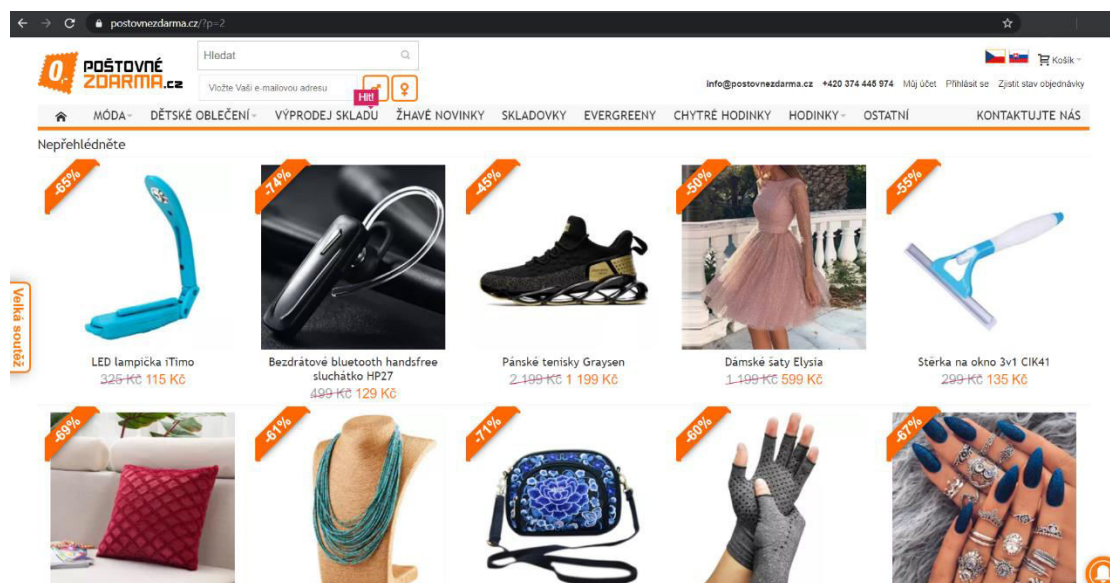 postovnezdarma.cz/?p=2
0,-
POŠTOVNÉ
ZDARMA.cz
Hledat
Vložte Vaší e-mailovou adresu
Hit!
Košík
info@postovnezdarma.cz +420 374 445 974 Můj účet Přihlásit se Zjistit stav objednávky
MÓDA DĚTSKÉ OBLEČENÍ VÝPRODEJ SKLADU ŽHAVÉ NOVINKY SKLADOVKY EVERGREENY CHYTRÉ HODINKY HODINKY OSTATNÍ KONTAKTUJTE NÁS
Nepřehlédněte
-65%
-74%
-45%
-50%
-55%
Velká soutěž
LED lampička iTimo
325 Kč 115 Kč
Bezdrátové bluetooth handsfree
sluchátko HP27
499 Kč 129 Kč
Pánské tenisky Graysen
2 199 Kč 1 199 Kč
Dámské šaty Elysia
1 199 Kč 599 Kč
Stěrka na okno 3v1 CIK41
299 Kč 135 Kč
-69%
-61%
-71%
-60%
-67%